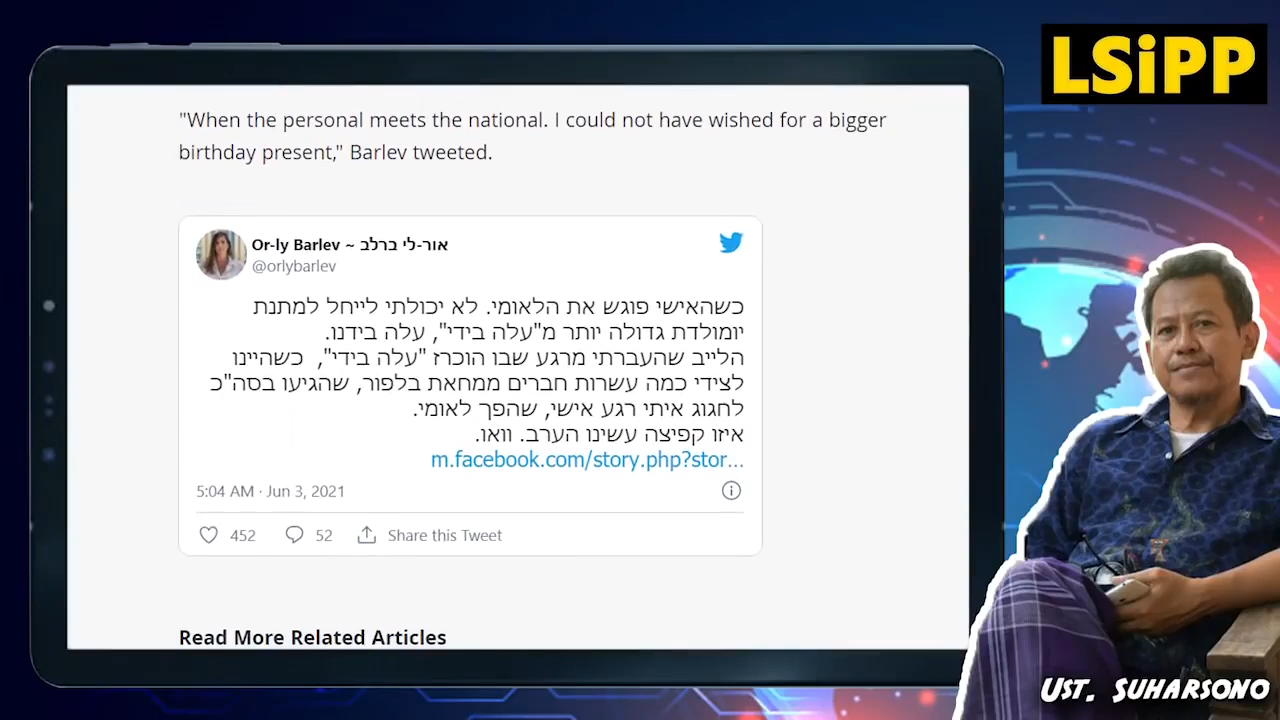 LSiPP
"When the personal meets the national. I could not have wished for a bigger
birthday present," Barlev tweeted.
Or-ly Barlev ~ אור-לי ברלב
@orlybarlev
כשהאישי פוגש את הלאומי. לא יכולתי לייחל למתנת
יומולדת גדולה יותר מ"עלה בידי", עלה בידנו.
הלייב שהעברתי מרגע שבו הוכרז "עלה בידי", כשהיינו
לצידי כמה עשרות חברים ממחאת בלפור, שהגיעו בסה"כ
לחגוג איתי רגע אישי, שהפך לאומי.
איזו קפיצה עשינו הערב. וואו.
m.facebook.com/story.php?stor...
5:04 AM · Jun 3, 2021
452 52 Share this Tweet
Read More Related Articles
UST. SUHARSONO